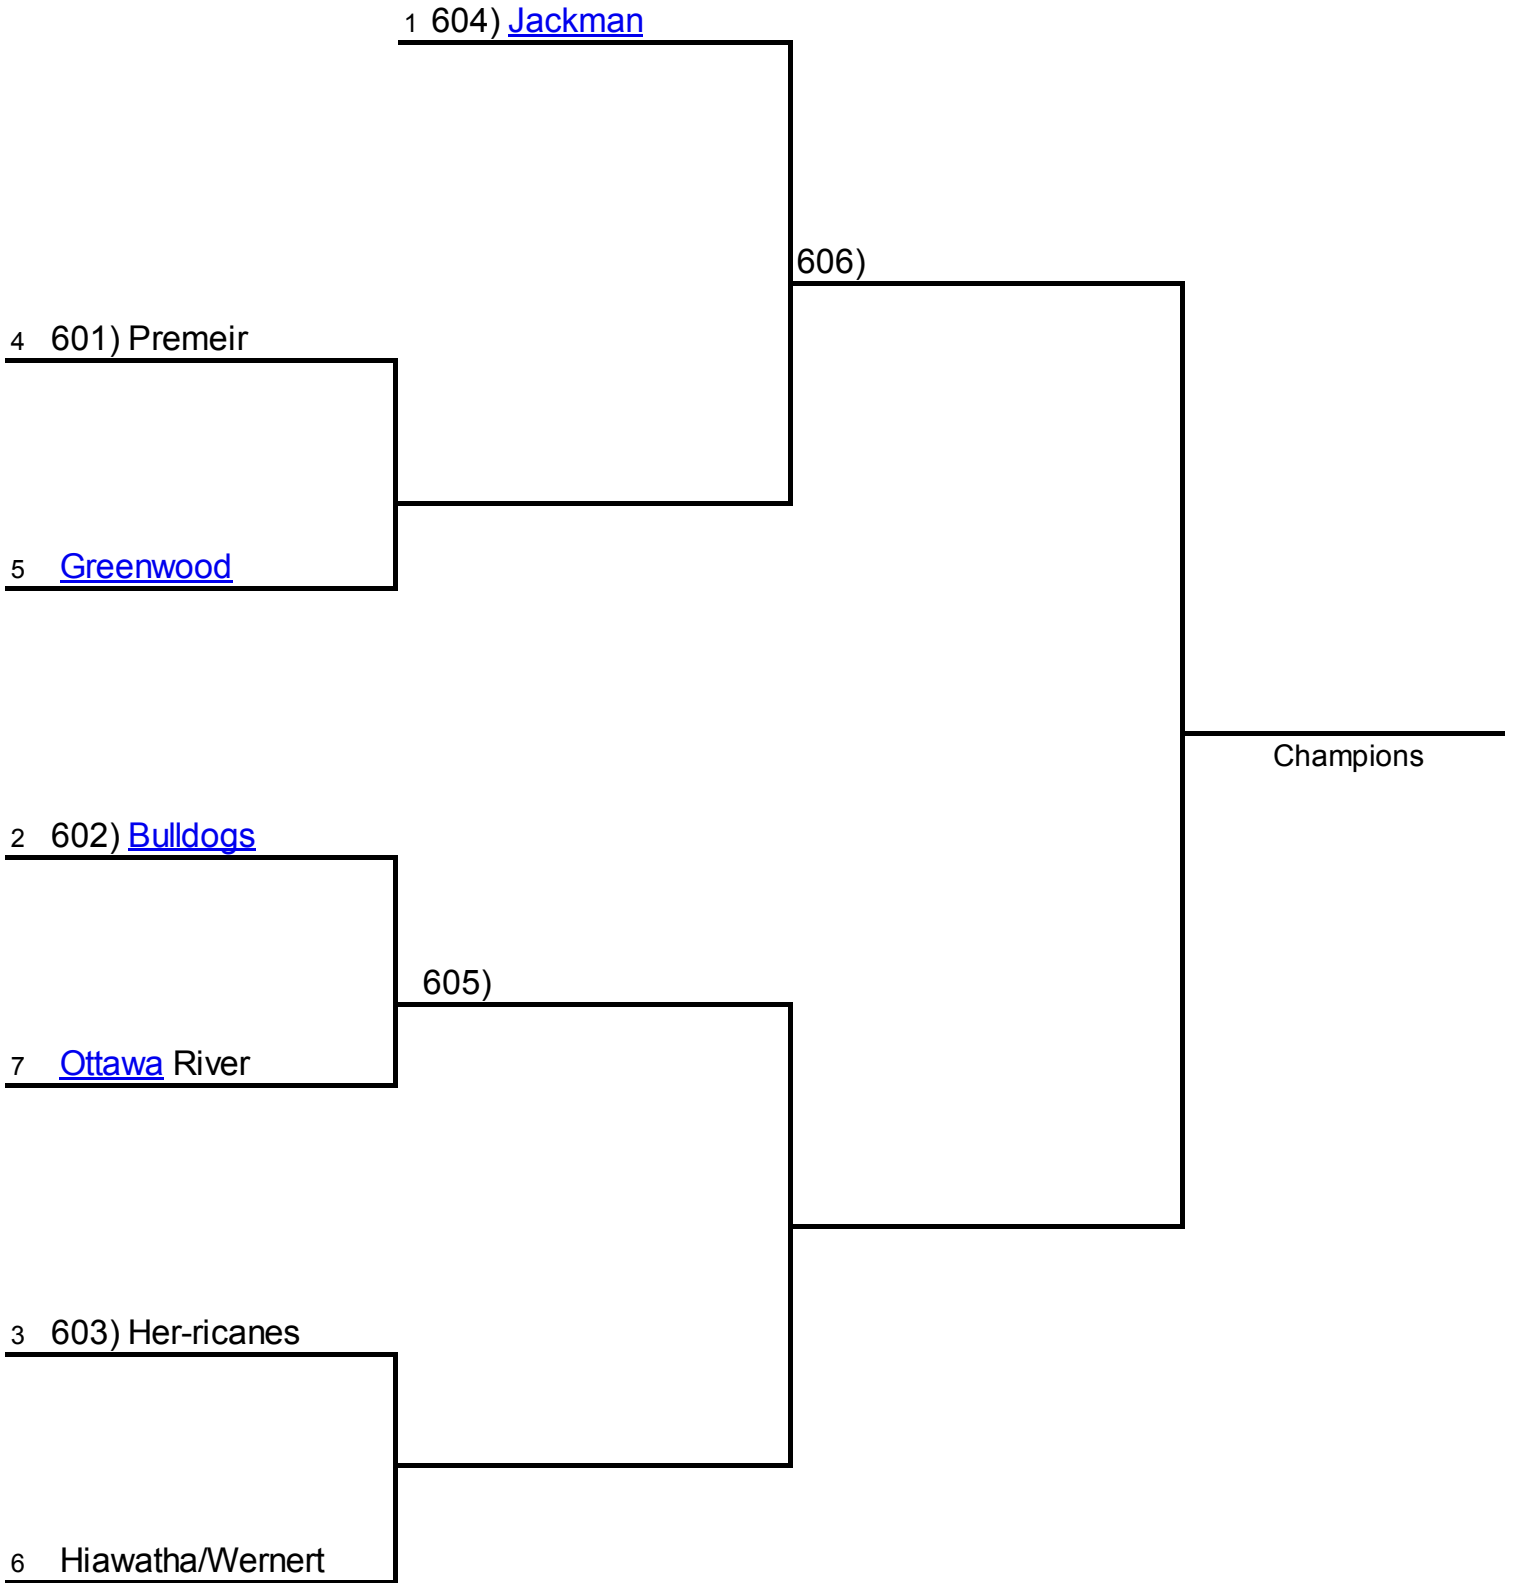 1 604) Jackman
606)
4 601) Premeir
5 Greenwood
Champions
2 602) Bulldogs
605)
7 Ottawa River
3 603) Her-ricanes
6 Hiawatha/Wernert